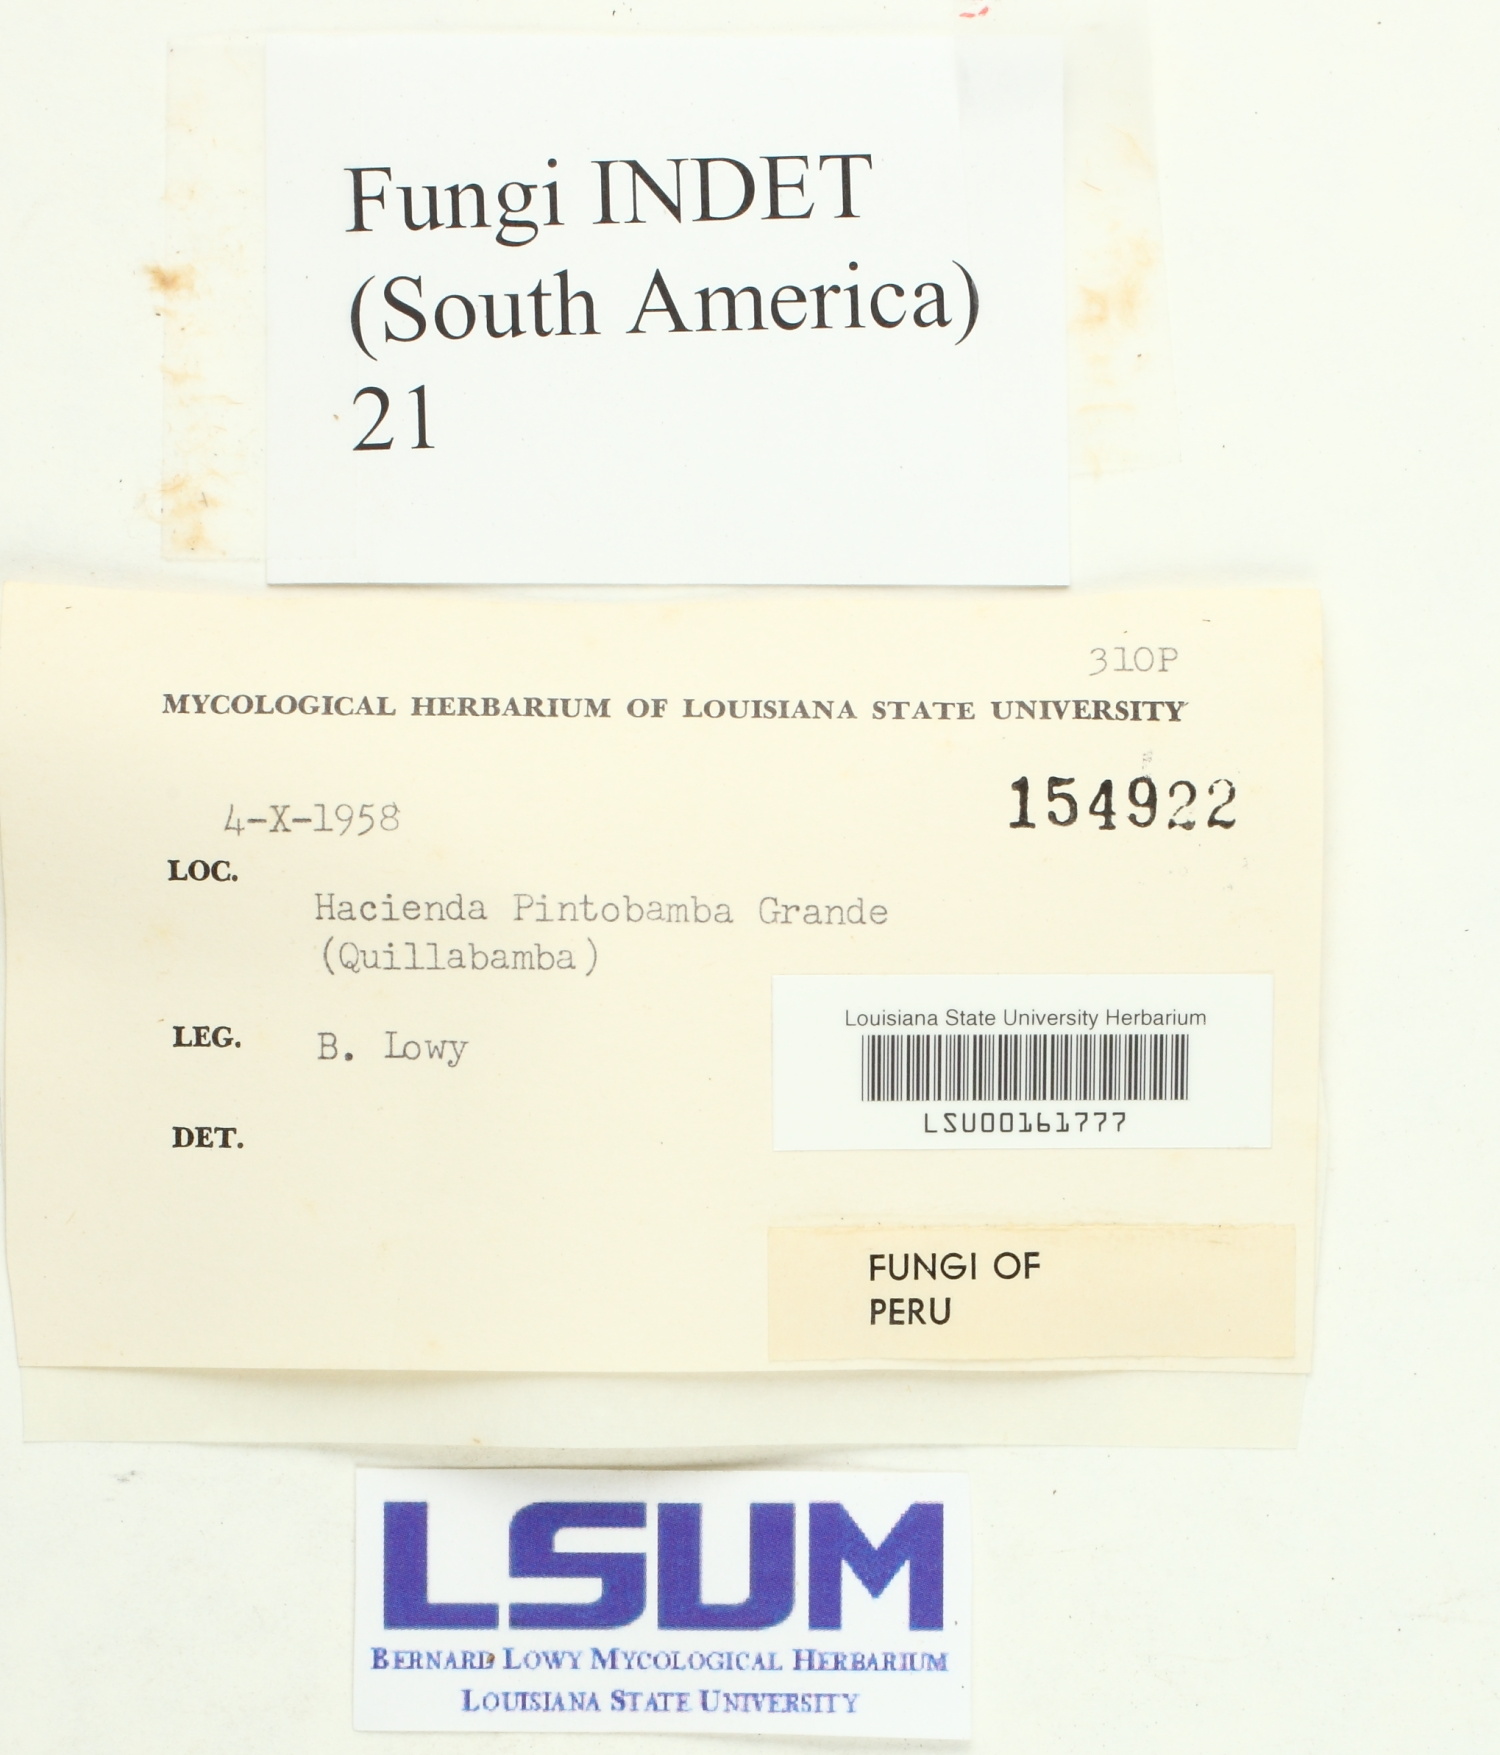 Fungi INDET
(South America)
21
310P
MYCOLOGICAL HERBARIUM OF LOUISIANA STATE UNIVERSITY
154922
4-X-1958
LOC.
Hacienda Pintobamba Grande
(Quillabamba)
LEG. B. Lowy
DET.
Louisiana State University Herbarium
LSU00161777
FUNGI OF
PERU
LSUM
BERNARD LOWY MYCOLOGICAL HERBARIUM
LOUISIANA STATE UNIVERSITY